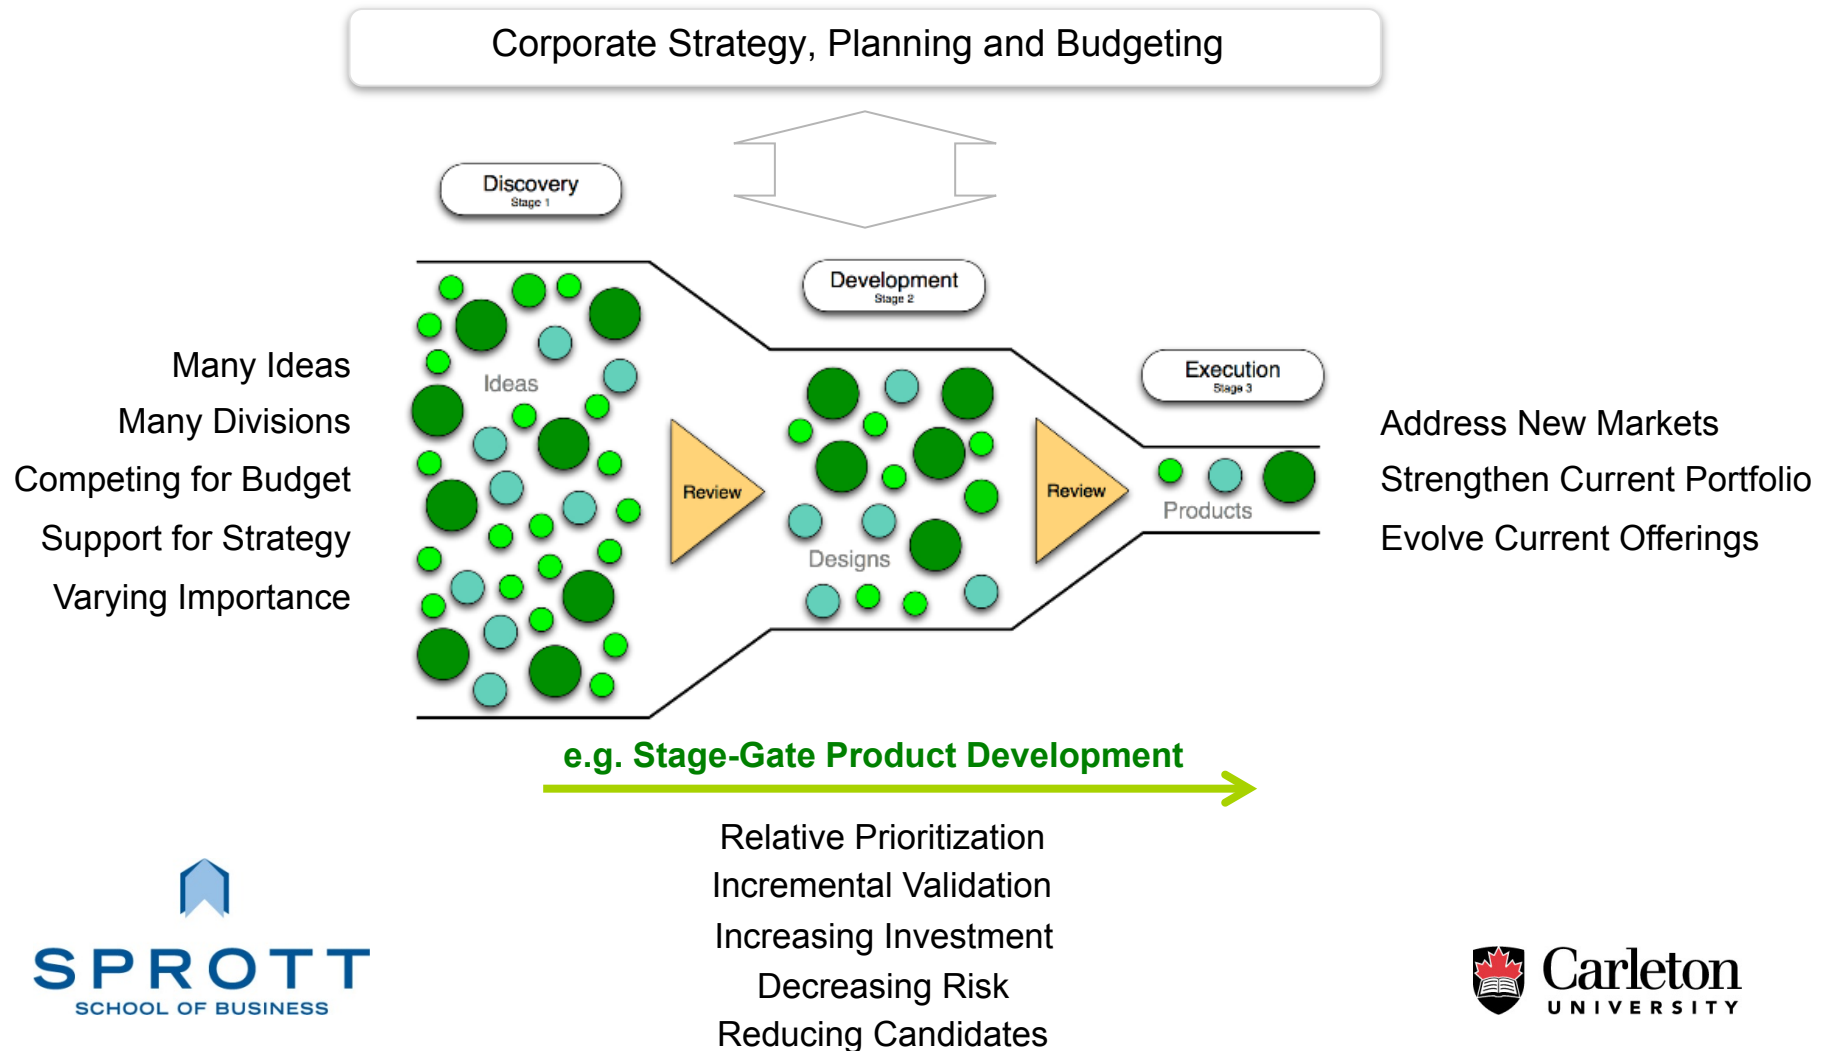 Corporate Strategy, Planning and Budgeting
Discovery
Stage 1
Development
Stage 2
Execution
Stage 3
Many Ideas
Many Divisions
Competing for Budget
Support for Strategy
Varying Importance
Ideas
Review
Designs
Review
Products
Address New Markets
Strengthen Current Portfolio
Evolve Current Offerings
e.g. Stage-Gate Product Development
Relative Prioritization
Incremental Validation
Increasing Investment
Decreasing Risk
Reducing Candidates
SPROTT
SCHOOL OF BUSINESS
Carleton
UNIVERSITY